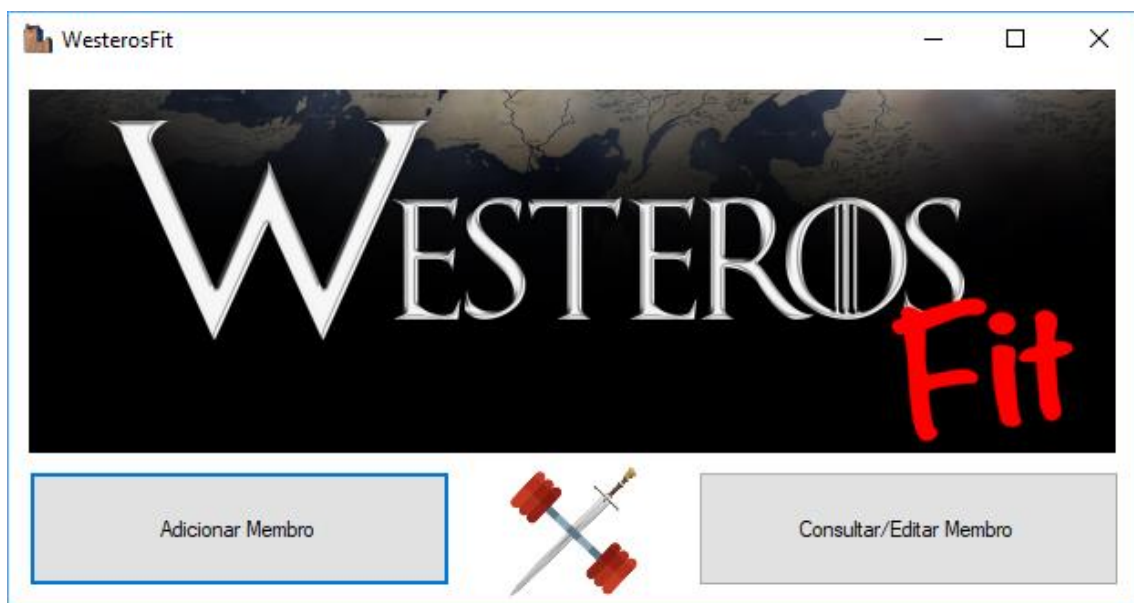 WesterosFit
WESTEROS
Fit
Adicionar Membro
Consultar/Editar Membro